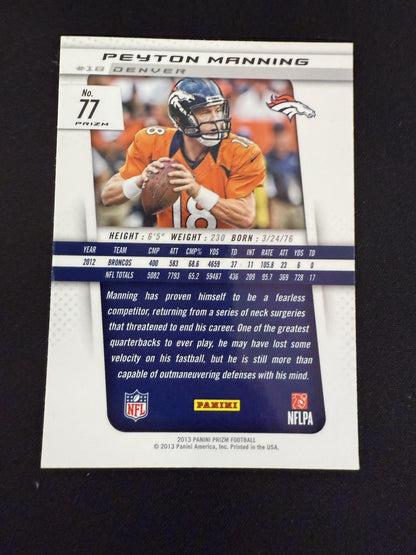 PEYTON MANNING
#18 DENVER
No.
77
PRIZM
18
18
HEIGHT : 6'5" WEIGHT : 230 BORN : 3/24/76
YEAR TEAM CMP ATT CMP% YDS TD INT RATE ATT YDS TD
2012 BRONCOS 400 583 68.6 4659 37 11 105.8 23 6 0
NFL TOTALS 5082 7793 65.2 59487 436 209 95.7 369 728 17
Manning has proven himself to be a fearless
competitor, returning from a series of neck surgeries
that threatened to end his career. One of the greatest
quarterbacks to ever play, he may have lost some
velocity on his fastball, but he is still more than
capable of outmaneuvering defenses with his mind.
NFL
PANINI
NFLPA
2013 PANINI PRIZM FOOTBALL
© 2013 Panini America, Inc. Printed in the USA.